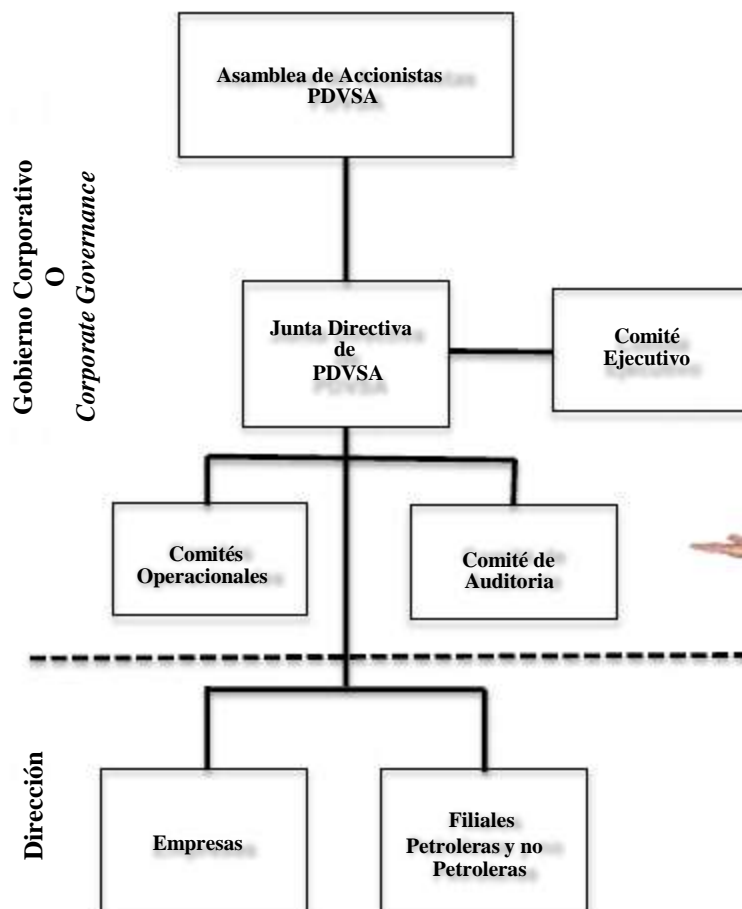 Asamblea de Accionistas
PDVSA
Gobierno Corporativo
O
Corporate Governance
Junta Directiva
de
PDVSA
Comité
Ejecutivo
Comités
Operacionales
Comité de
Auditoria
Dirección
Empresas
Filiales
Petroleras y no
Petroleras